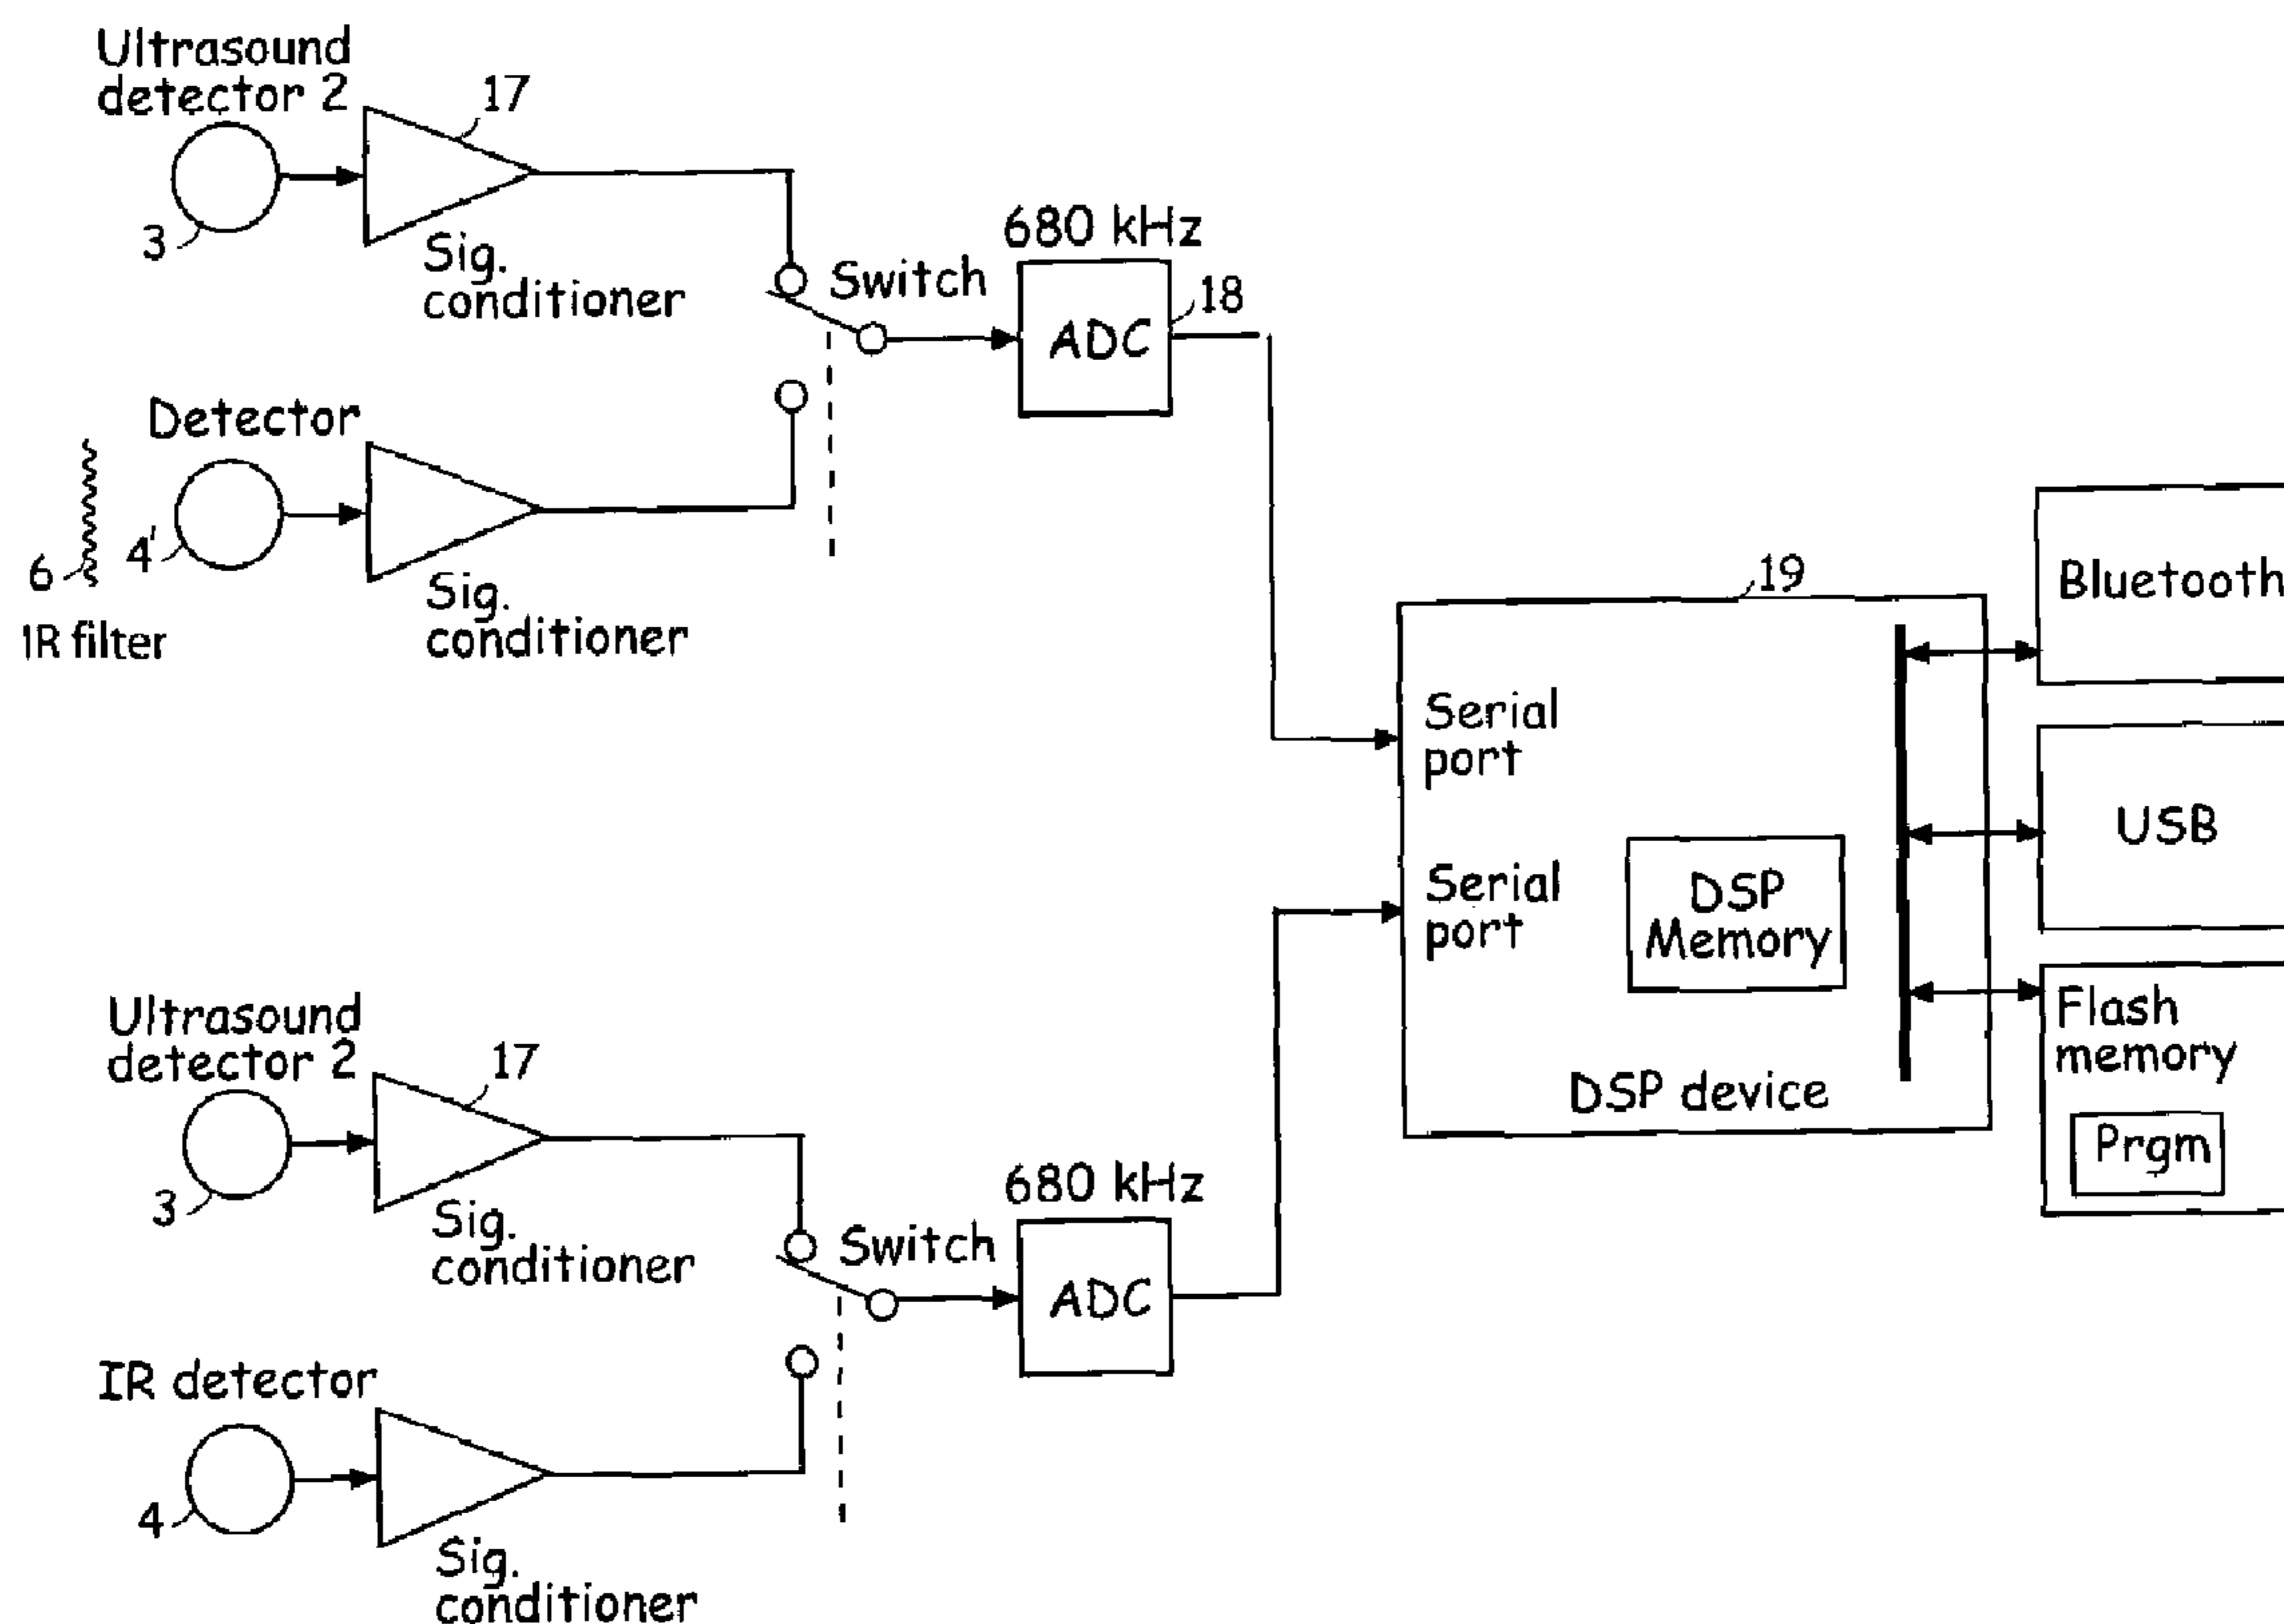 Ultrasound
detector 2
17
3
Sig.
conditioner
Switch
680 kHz
ADC
18
Detector
4'
6
IR filter
Sig.
conditioner
19
Bluetooth
Serial
port
USB
Serial
port
DSP
Memory
Flash
memory
DSP device
Prgm
Ultrasound
detector 2
17
3
Sig.
conditioner
Switch
680 kHz
ADC
IR detector
4
Sig.
conditioner